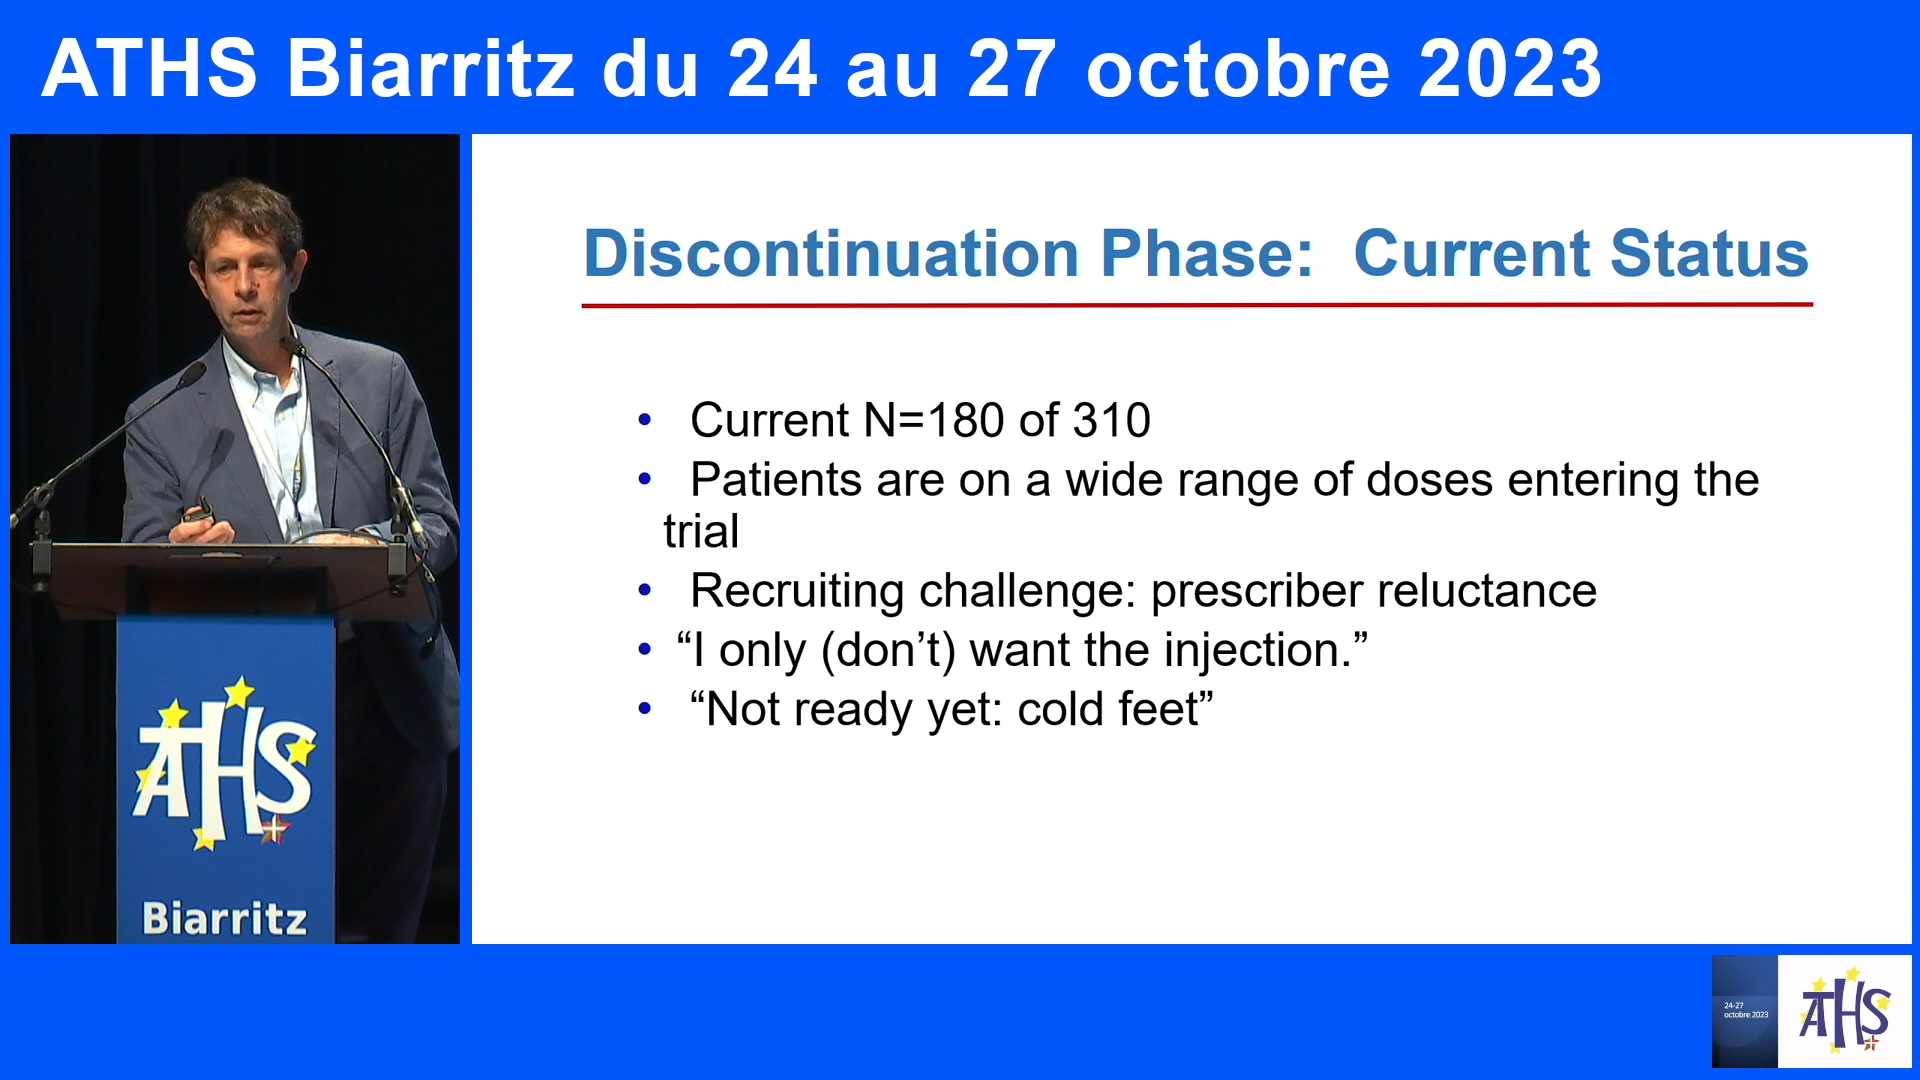 ATHS Biarritz du 24 au 27 octobre 2023
Discontinuation Phase:  Current Status
• Current N=180 of 310
• Patients are on a wide range of doses entering the
trial
• Recruiting challenge: prescriber reluctance
• “I only (don’t) want the injection.”
• “Not ready yet: cold feet”
ATHS
Biarritz
24-27
octobre 2023
ATHS